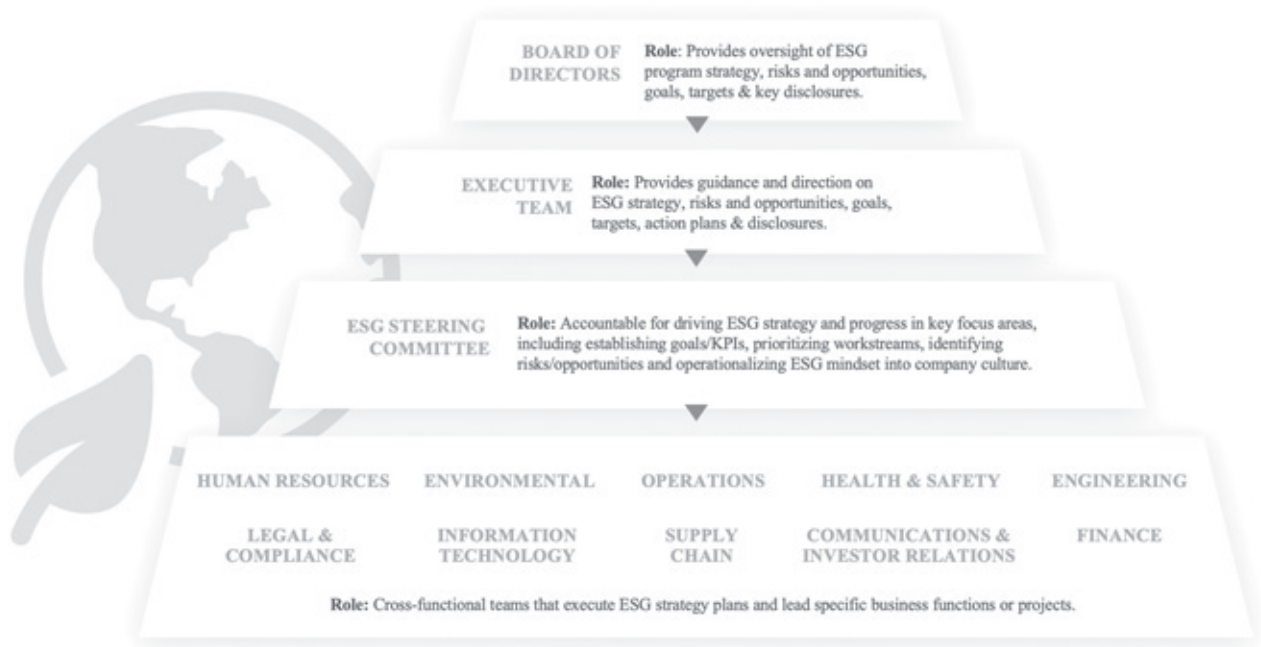 BOARD OF
DIRECTORS
Role: Provides oversight of ESG
program strategy, risks and opportunities,
goals, targets & key disclosures.
EXECUTIVE
TEAM
Role: Provides guidance and direction on
ESG strategy, risks and opportunities, goals,
targets, action plans & disclosures.
ESG STEERING
COMMITTEE
Role: Accountable for driving ESG strategy and progress in key focus areas,
including establishing goals/KPIs, prioritizing workstreams, identifying
risks/opportunities and operationalizing ESG mindset into company culture.
HUMAN RESOURCES
ENVIRONMENTAL
OPERATIONS
HEALTH & SAFETY
ENGINEERING
LEGAL &
COMPLIANCE
INFORMATION
TECHNOLOGY
SUPPLY
CHAIN
COMMUNICATIONS &
INVESTOR RELATIONS
FINANCE
Role: Cross-functional teams that execute ESG strategy plans and lead specific business functions or projects.